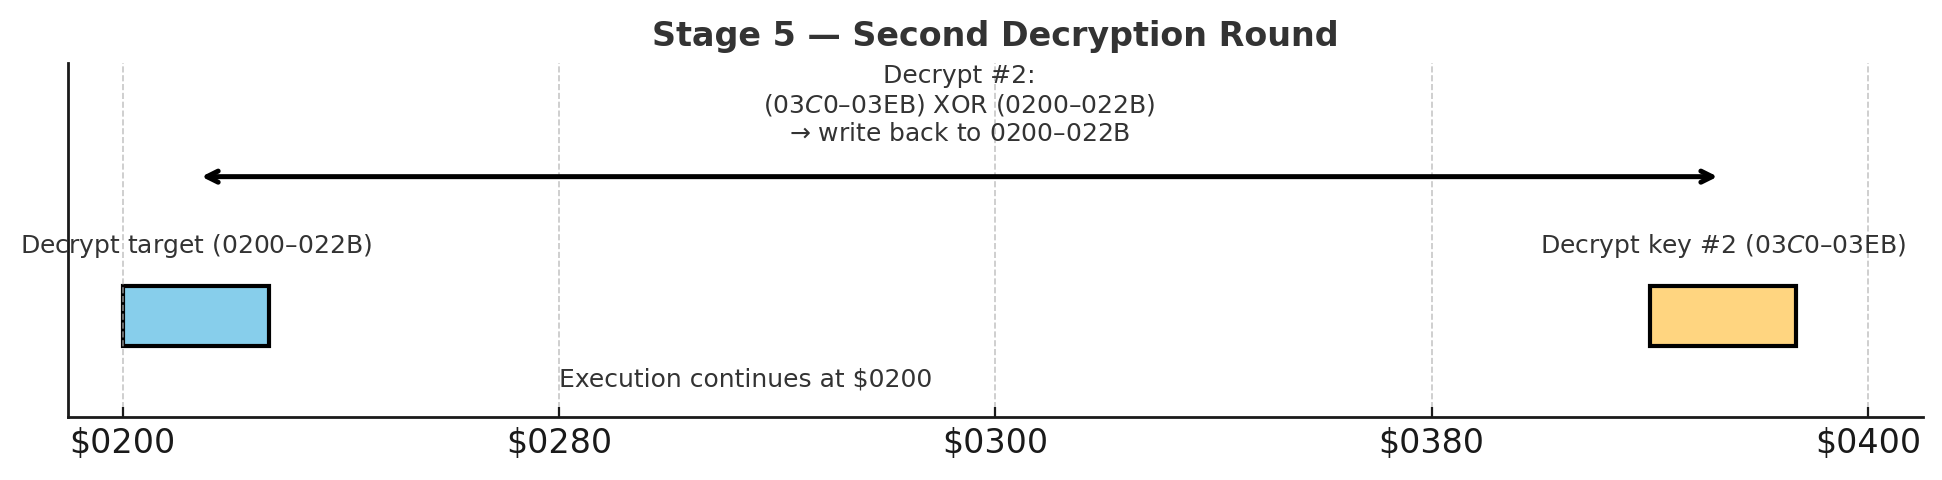 Stage 5 — Second Decryption Round
Decrypt #2:
(03C0–03EB) XOR (0200–022B)
→ write back to 0200–022B
Decrypt target (0200–022B)
Decrypt key #2 (03C0–03EB)
Execution continues at $0200
$0200
$0280
$0300
$0380
$0400